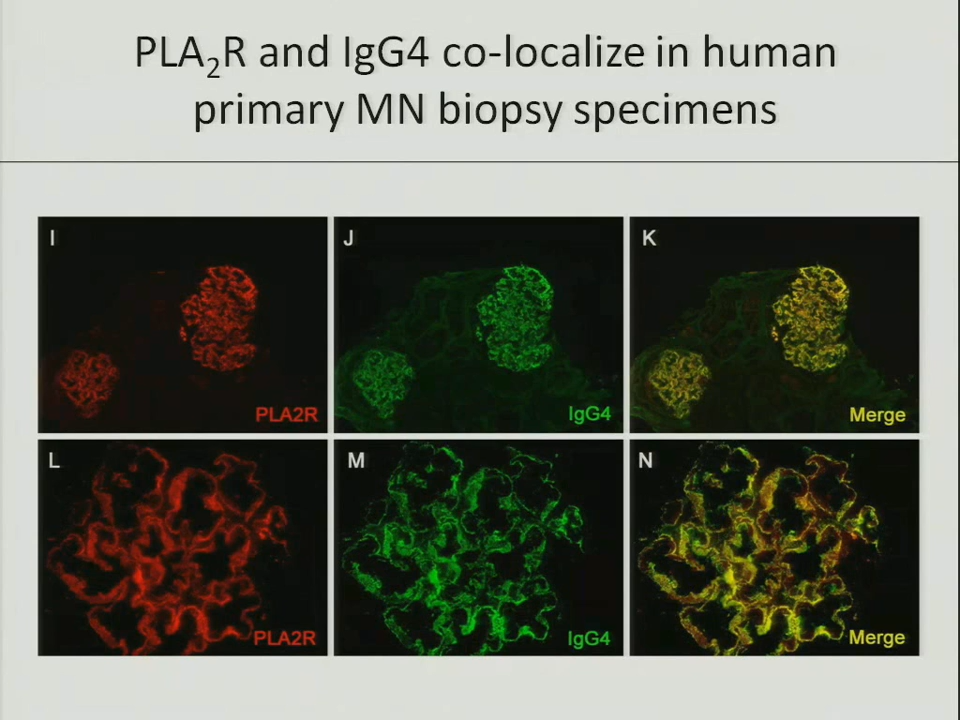 PLA₂R and IgG4 co-localize in human
primary MN biopsy specimens
I
J
K
PLA2R
IgG4
Merge
L
M
N
PLA2R
IgG4
Merge